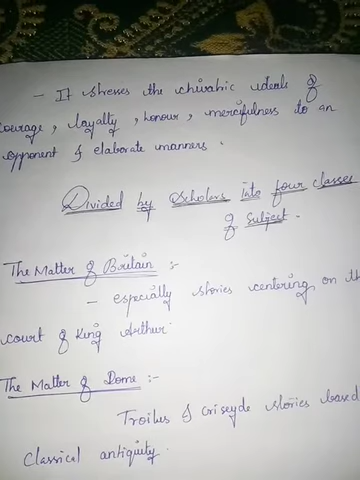 - It stresses the chivalric ideals of
courage, loyalty, honour, mercifulness to an
opponent & elaborate manners.
Divided by Scholars into four classes
of Subject.
The Matter of Britain :-
- especially stories centering on th
court of King Arthur.
The Matter of Rome :-
Troilus & Criseyde stories based
Classical antiquity.